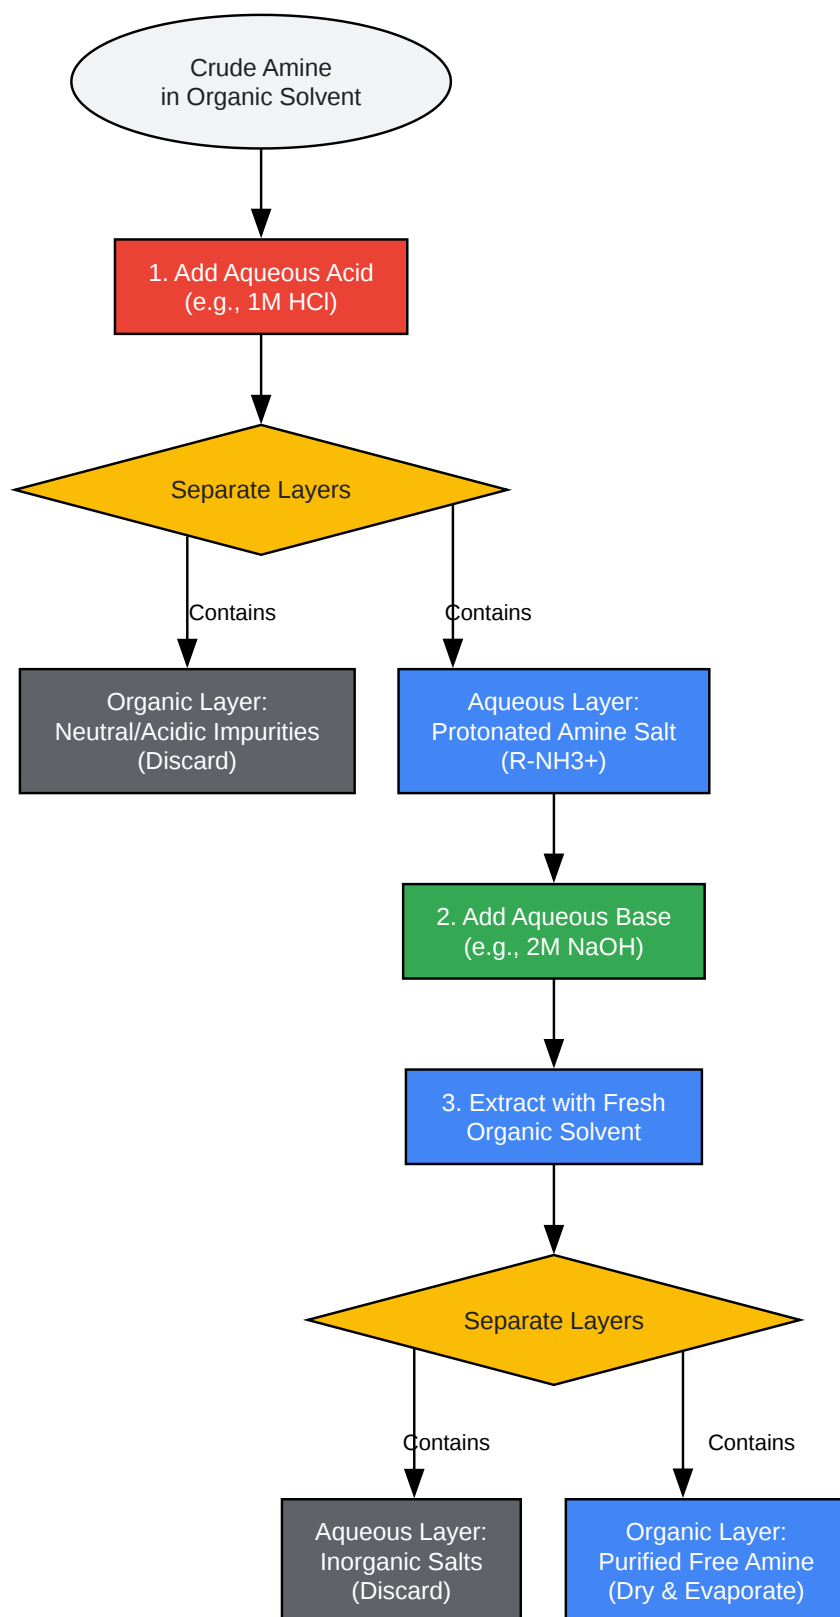 Crude Amine
in Organic Solvent
1. Add Aqueous Acid
(e.g., 1M HCl)
Separate Layers
Contains
Contains
Organic Layer:
Neutral/Acidic Impurities
(Discard)
Aqueous Layer:
Protonated Amine Salt
(R-NH3+)
2. Add Aqueous Base
(e.g., 2M NaOH)
3. Extract with Fresh
Organic Solvent
Separate Layers
Contains
Contains
Aqueous Layer:
Inorganic Salts
(Discard)
Organic Layer:
Purified Free Amine
(Dry & Evaporate)